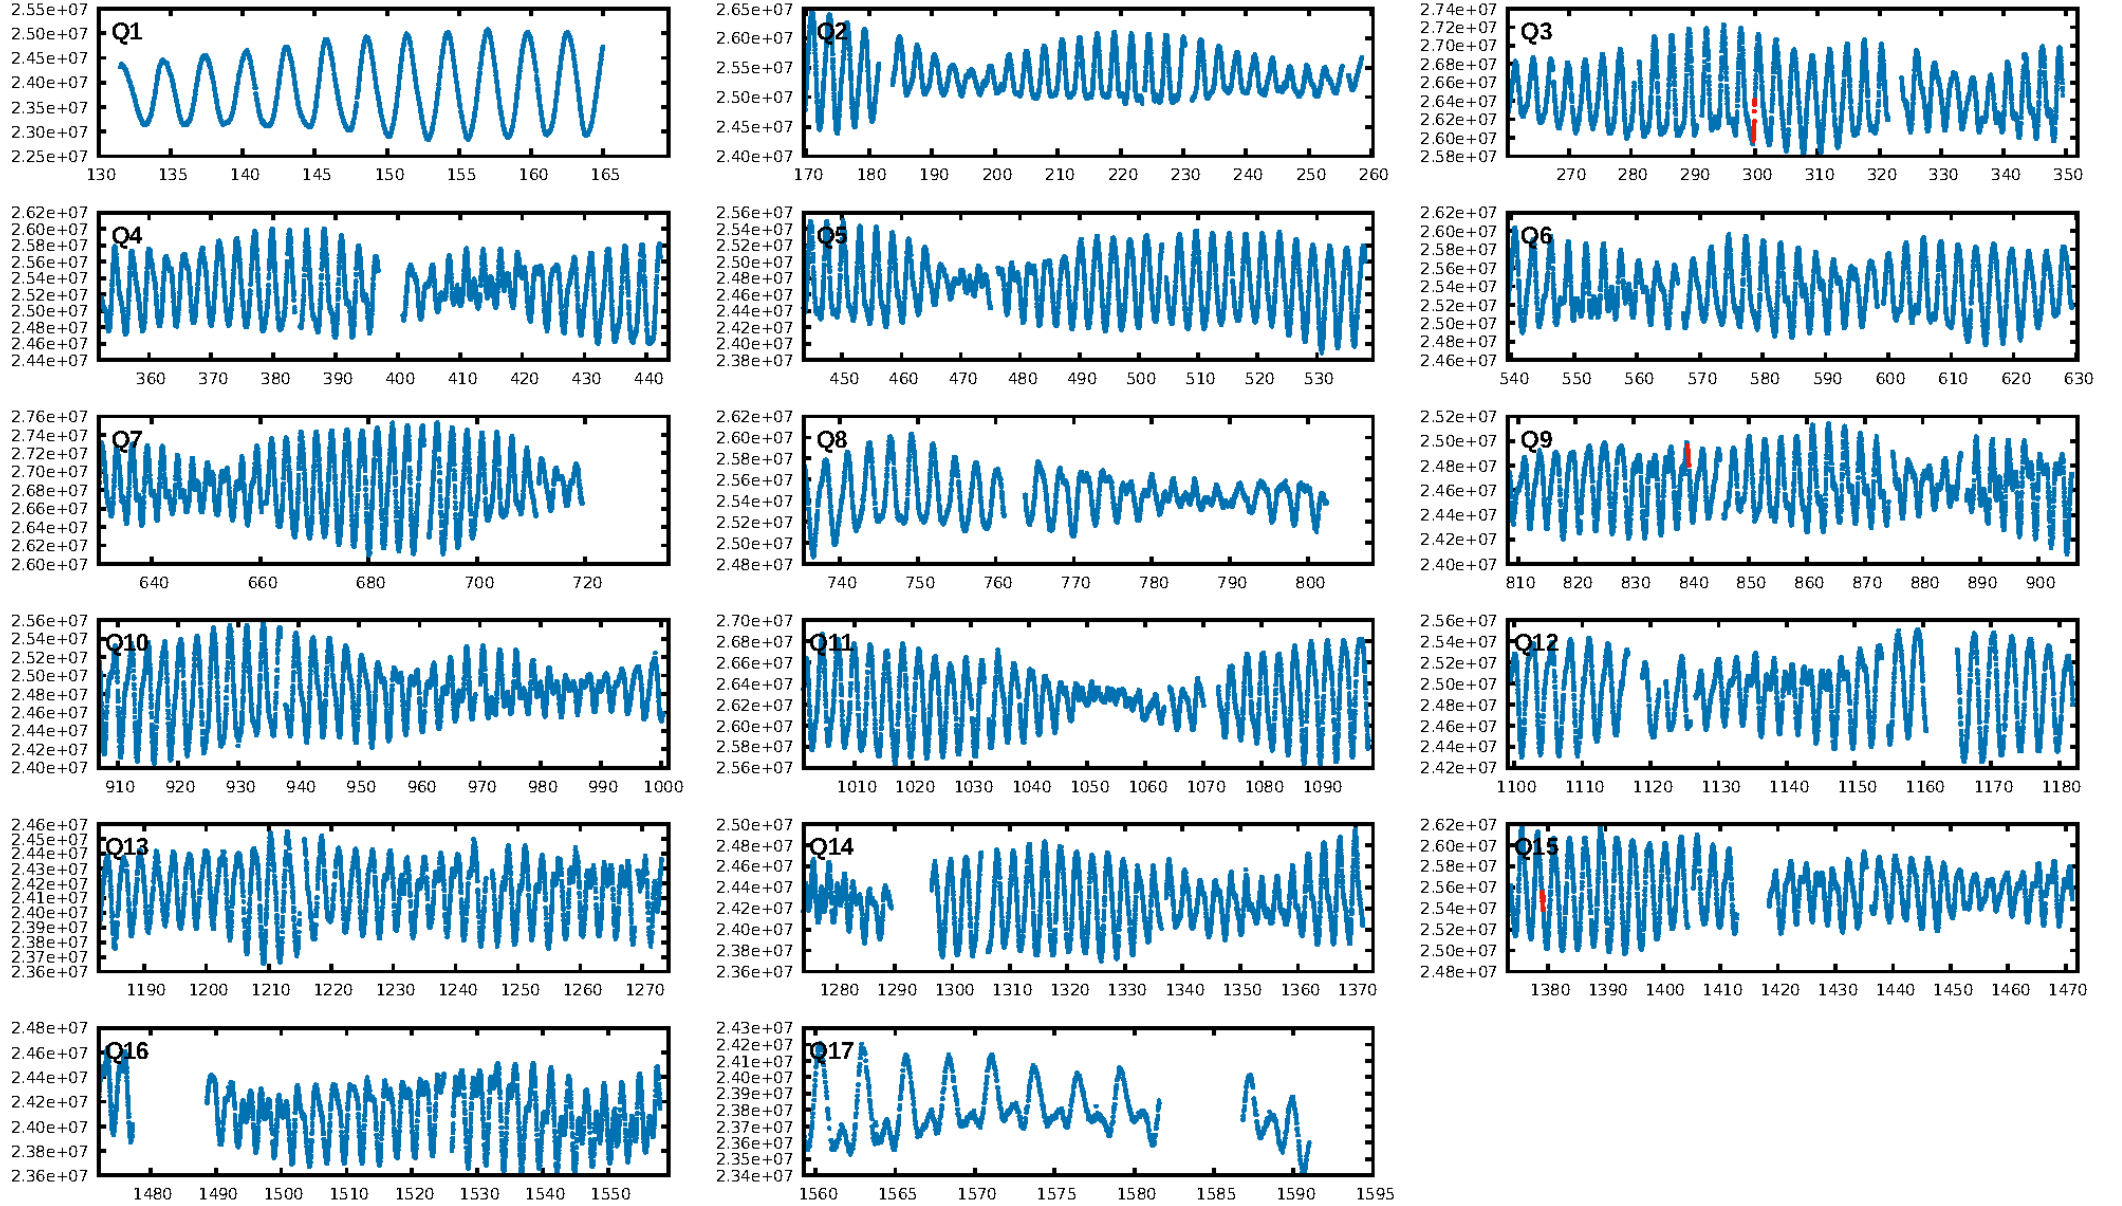 Q1
2.55e+07
2.50e+07
2.45e+07
2.40e+07
2.35e+07
2.30e+07
2.25e+07
130 135 140 145 150 155 160 165
Q2
2.65e+07
2.60e+07
2.55e+07
2.50e+07
2.45e+07
2.40e+07
170 180 190 200 210 220 230 240 250 260
Q3
2.74e+07
2.72e+07
2.70e+07
2.68e+07
2.66e+07
2.64e+07
2.62e+07
2.60e+07
2.58e+07
270 280 290 300 310 320 330 340 350
Q4
2.62e+07
2.60e+07
2.58e+07
2.56e+07
2.54e+07
2.52e+07
2.50e+07
2.48e+07
2.46e+07
2.44e+07
360 370 380 390 400 410 420 430 440
Q5
2.56e+07
2.54e+07
2.52e+07
2.50e+07
2.48e+07
2.46e+07
2.44e+07
2.42e+07
2.40e+07
2.38e+07
450 460 470 480 490 500 510 520 530
Q6
2.62e+07
2.60e+07
2.58e+07
2.56e+07
2.54e+07
2.52e+07
2.50e+07
2.48e+07
2.46e+07
540 550 560 570 580 590 600 610 620 630
Q7
2.76e+07
2.74e+07
2.72e+07
2.70e+07
2.68e+07
2.66e+07
2.64e+07
2.62e+07
2.60e+07
640 660 680 700 720
Q8
2.62e+07
2.60e+07
2.58e+07
2.56e+07
2.54e+07
2.52e+07
2.50e+07
2.48e+07
740 750 760 770 780 790 800
Q9
2.52e+07
2.50e+07
2.48e+07
2.46e+07
2.44e+07
2.42e+07
2.40e+07
810 820 830 840 850 860 870 880 890 900
Q10
2.56e+07
2.54e+07
2.52e+07
2.50e+07
2.48e+07
2.46e+07
2.44e+07
2.42e+07
2.40e+07
910 920 930 940 950 960 970 980 990 1000
Q11
2.70e+07
2.68e+07
2.66e+07
2.64e+07
2.62e+07
2.60e+07
2.58e+07
2.56e+07
1010 1020 1030 1040 1050 1060 1070 1080 1090
Q12
2.56e+07
2.54e+07
2.52e+07
2.50e+07
2.48e+07
2.46e+07
2.44e+07
2.42e+07
1100 1110 1120 1130 1140 1150 1160 1170 1180
Q13
2.46e+07
2.45e+07
2.44e+07
2.43e+07
2.42e+07
2.41e+07
2.40e+07
2.39e+07
2.38e+07
2.37e+07
2.36e+07
1190 1200 1210 1220 1230 1240 1250 1260 1270
Q14
2.50e+07
2.48e+07
2.46e+07
2.44e+07
2.42e+07
2.40e+07
2.38e+07
2.36e+07
1280 1290 1300 1310 1320 1330 1340 1350 1360 1370
Q15
2.62e+07
2.60e+07
2.58e+07
2.56e+07
2.54e+07
2.52e+07
2.50e+07
2.48e+07
1380 1390 1400 1410 1420 1430 1440 1450 1460 1470
Q16
2.48e+07
2.46e+07
2.44e+07
2.42e+07
2.40e+07
2.38e+07
2.36e+07
1480 1490 1500 1510 1520 1530 1540 1550
Q17
2.43e+07
2.42e+07
2.41e+07
2.40e+07
2.39e+07
2.38e+07
2.37e+07
2.36e+07
2.35e+07
2.34e+07
1560 1565 1570 1575 1580 1585 1590 1595